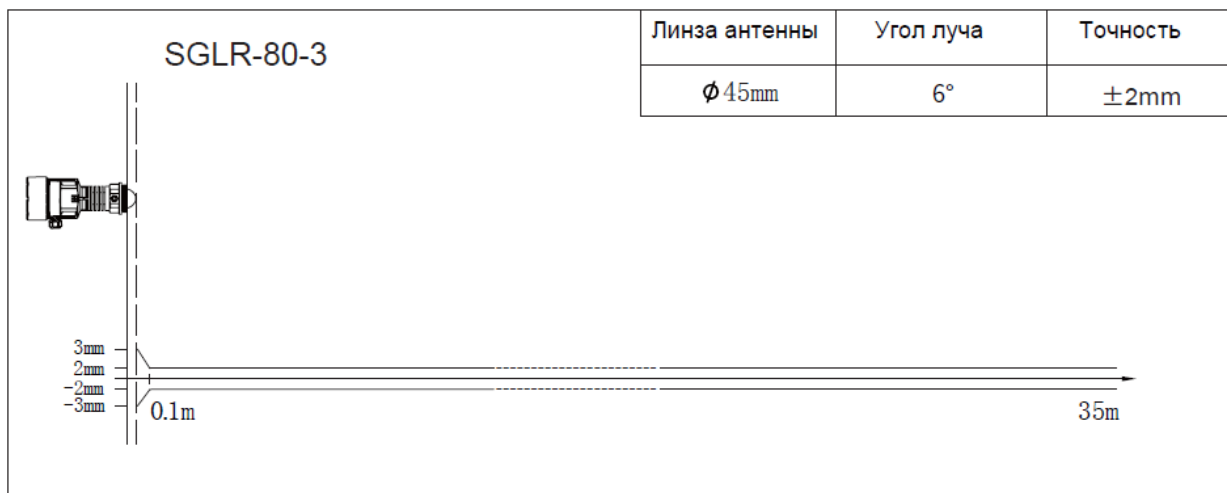 SGLR-80-3
Линза антенны Угол луча Точность
ϕ45mm 6° ±2mm
3mm
2mm
-2mm
-3mm
0.1m 35m